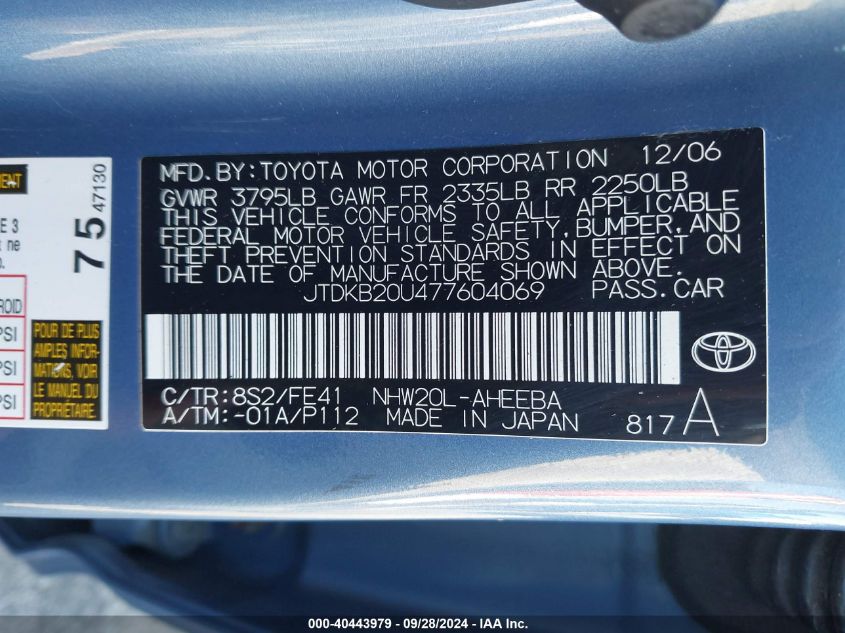 MFD.BY:TOYOTA MOTOR CORPORATION 12/06
GVWR 3795LB GAWR FR 2335LB RR 2250LB
THIS VEHICLE CONFORMS TO ALL APPLICABLE
FEDERAL MOTOR VEHICLE SAFETY,BUMPER,AND
THEFT PREVENTION STANDARDS IN EFFECT ON
THE DATE OF MANUFACTURE SHOWN ABOVE.
JTDKB20U477604069 PASS.CAR
C/TR:8S2/FE41 NHW20L-AHEEBA
A/TM:-01A/P112 MADE IN JAPAN 817A
75 47130
E 3
ne
PSI
PSI
PSI
POUR DE PLUS
AMPLES INFOR-
MATIONS, VOIR
LE MANUEL DU
PROPRIÉTAIRE.
000-40443979 - 09/28/2024 - IAA Inc.